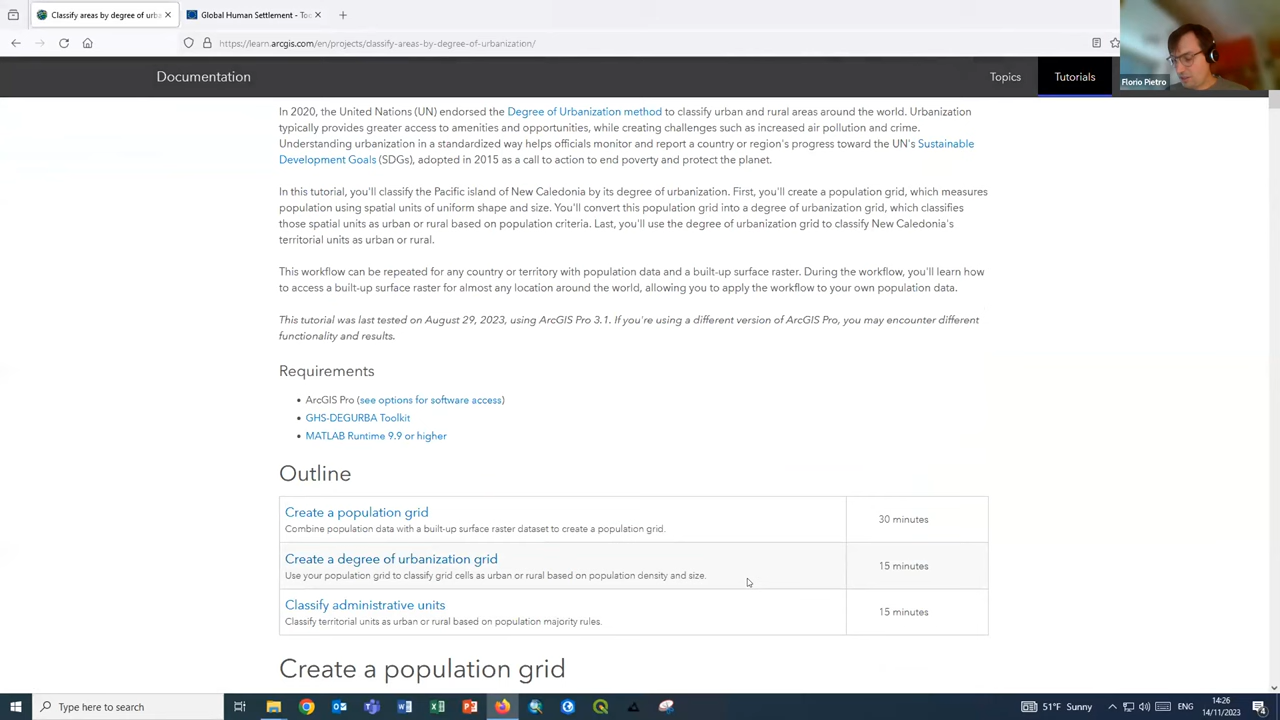 Classify areas by degree of urba
Global Human Settlement - Too
https://learn.arcgis.com/en/projects/classify-areas-by-degree-of-urbanization/
Florio Pietro
Documentation
Topics
Tutorials
In 2020, the United Nations (UN) endorsed the Degree of Urbanization method to classify urban and rural areas around the world. Urbanization
typically provides greater access to amenities and opportunities, while creating challenges such as increased air pollution and crime.
Understanding urbanization in a standardized way helps officials monitor and report a country or region's progress toward the UN's Sustainable
Development Goals (SDGs), adopted in 2015 as a call to action to end poverty and protect the planet.
In this tutorial, you'll classify the Pacific island of New Caledonia by its degree of urbanization. First, you'll create a population grid, which measures
population using spatial units of uniform shape and size. You'll convert this population grid into a degree of urbanization grid, which classifies
those spatial units as urban or rural based on population criteria. Last, you'll use the degree of urbanization grid to classify New Caledonia's
territorial units as urban or rural.
This workflow can be repeated for any country or territory with population data and a built-up surface raster. During the workflow, you'll learn how
to access a built-up surface raster for almost any location around the world, allowing you to apply the workflow to your own population data.
This tutorial was last tested on August 29, 2023, using ArcGIS Pro 3.1. If you're using a different version of ArcGIS Pro, you may encounter different
functionality and results.
Requirements
• ArcGIS Pro (see options for software access)
• GHS-DEGURBA Toolkit
• MATLAB Runtime 9.9 or higher
Outline
Create a population grid
Combine population data with a built-up surface raster dataset to create a population grid.
30 minutes
Create a degree of urbanization grid
Use your population grid to classify grid cells as urban or rural based on population density and size.
15 minutes
Classify administrative units
Classify territorial units as urban or rural based on population majority rules.
15 minutes
Create a population grid
Type here to search
51°F Sunny
ENG
14:26
14/11/2023
4